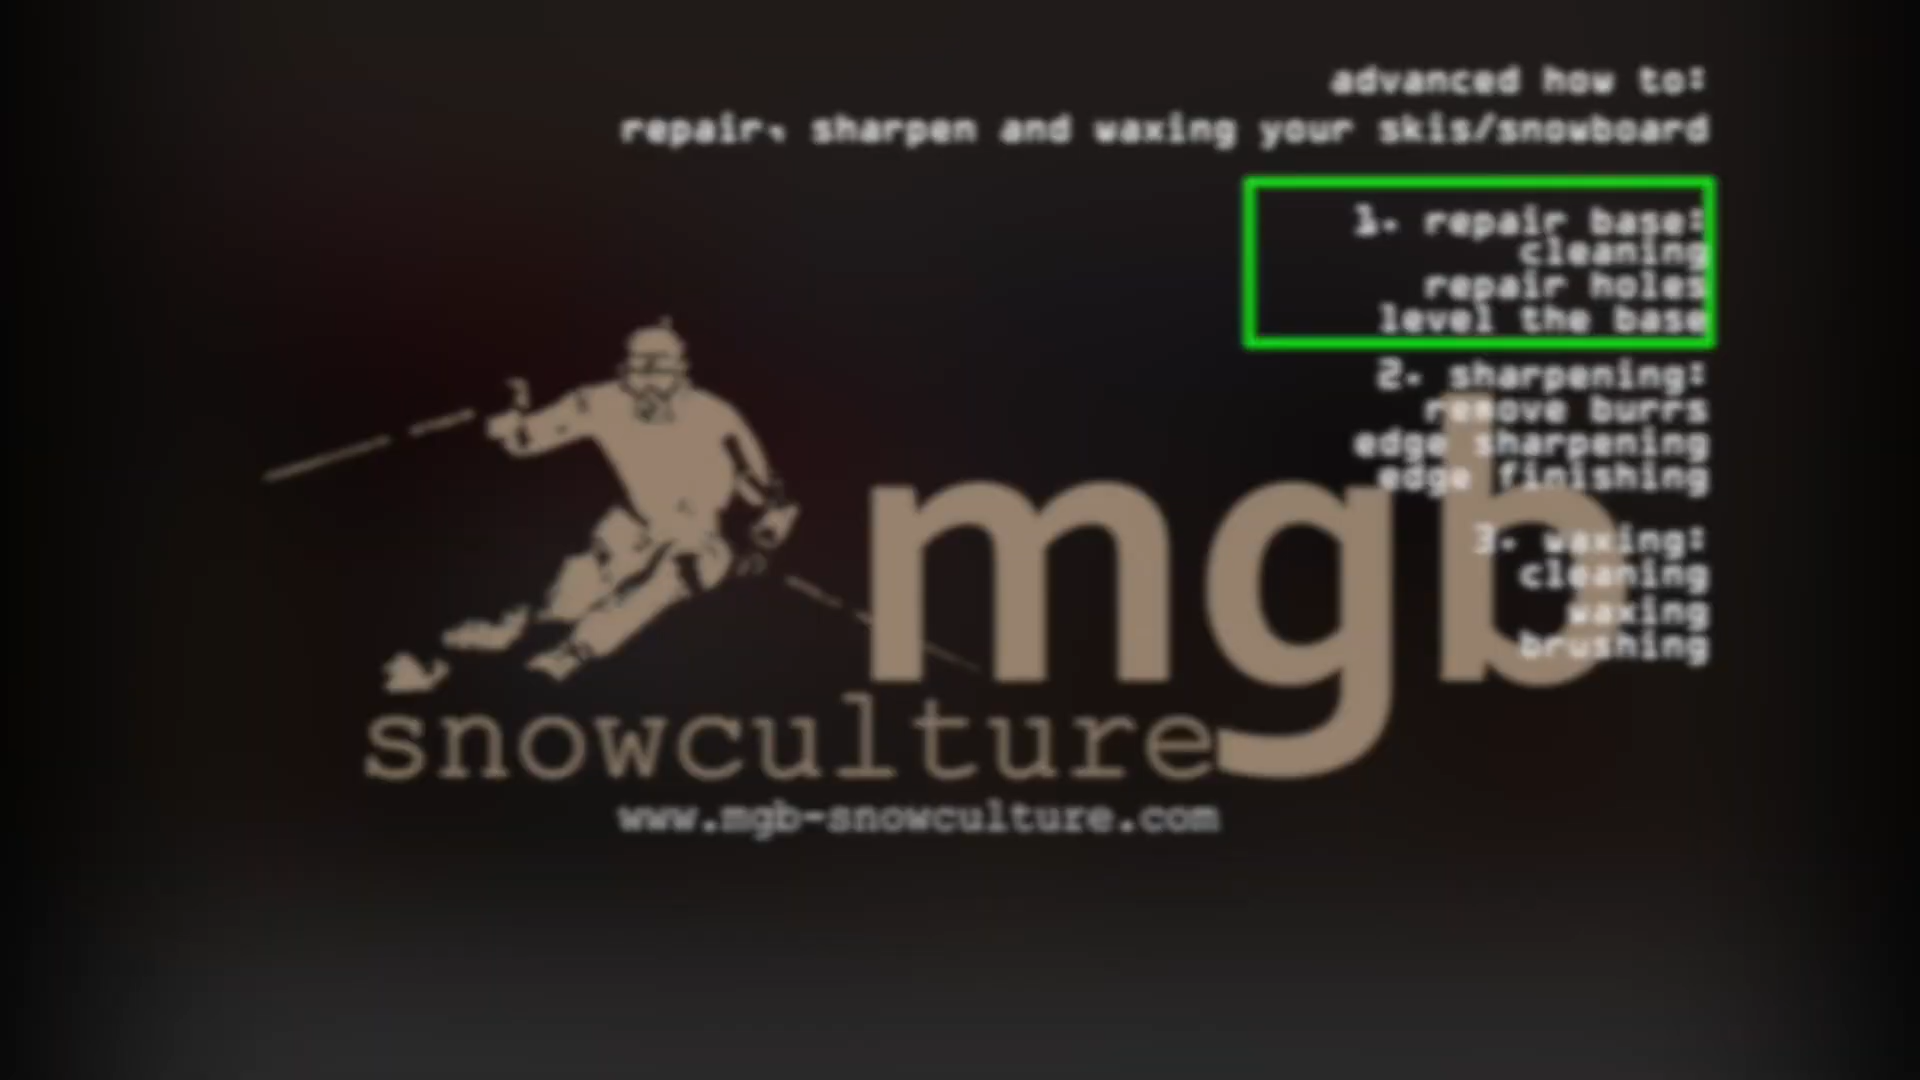 advanced how to:
repair, sharpen and waxing your skis/snowboard
1. repair base:
cleaning
repair holes
level the base
2. sharpening:
remove burrs
edge sharpening
edge finishing
3. waxing:
cleaning
waxing
brushing
mgb
snowculture
www.mgb-snowculture.com